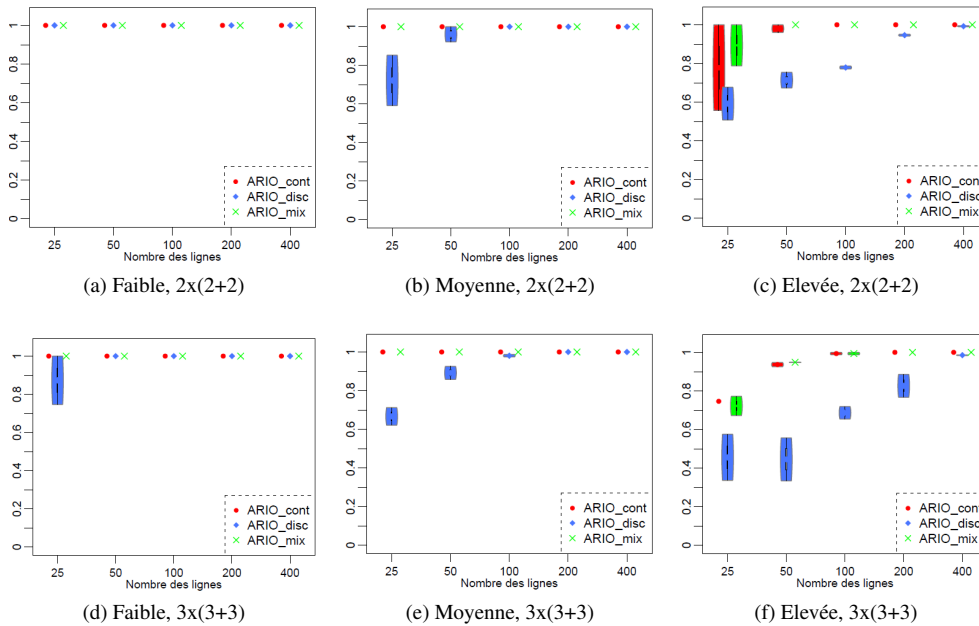 1
0.8
0.6
0.4
0.2
0
ARIO_cont
ARIO_disc
ARIO_mix
25 50 100 200 400
Nombre des lignes
(a) Faible, 2x(2+2)
1
0.8
0.6
0.4
0.2
0
ARIO_cont
ARIO_disc
ARIO_mix
25 50 100 200 400
Nombre des lignes
(b) Moyenne, 2x(2+2)
1
0.8
0.6
0.4
0.2
0
ARIO_cont
ARIO_disc
ARIO_mix
25 50 100 200 400
Nombre des lignes
(c) Elevée, 2x(2+2)
1
0.8
0.6
0.4
0.2
0
ARIO_cont
ARIO_disc
ARIO_mix
25 50 100 200 400
Nombre des lignes
(d) Faible, 3x(3+3)
1
0.8
0.6
0.4
0.2
0
ARIO_cont
ARIO_disc
ARIO_mix
25 50 100 200 400
Nombre des lignes
(e) Moyenne, 3x(3+3)
1
0.8
0.6
0.4
0.2
0
ARIO_cont
ARIO_disc
ARIO_mix
25 50 100 200 400
Nombre des lignes
(f) Elevée, 3x(3+3)